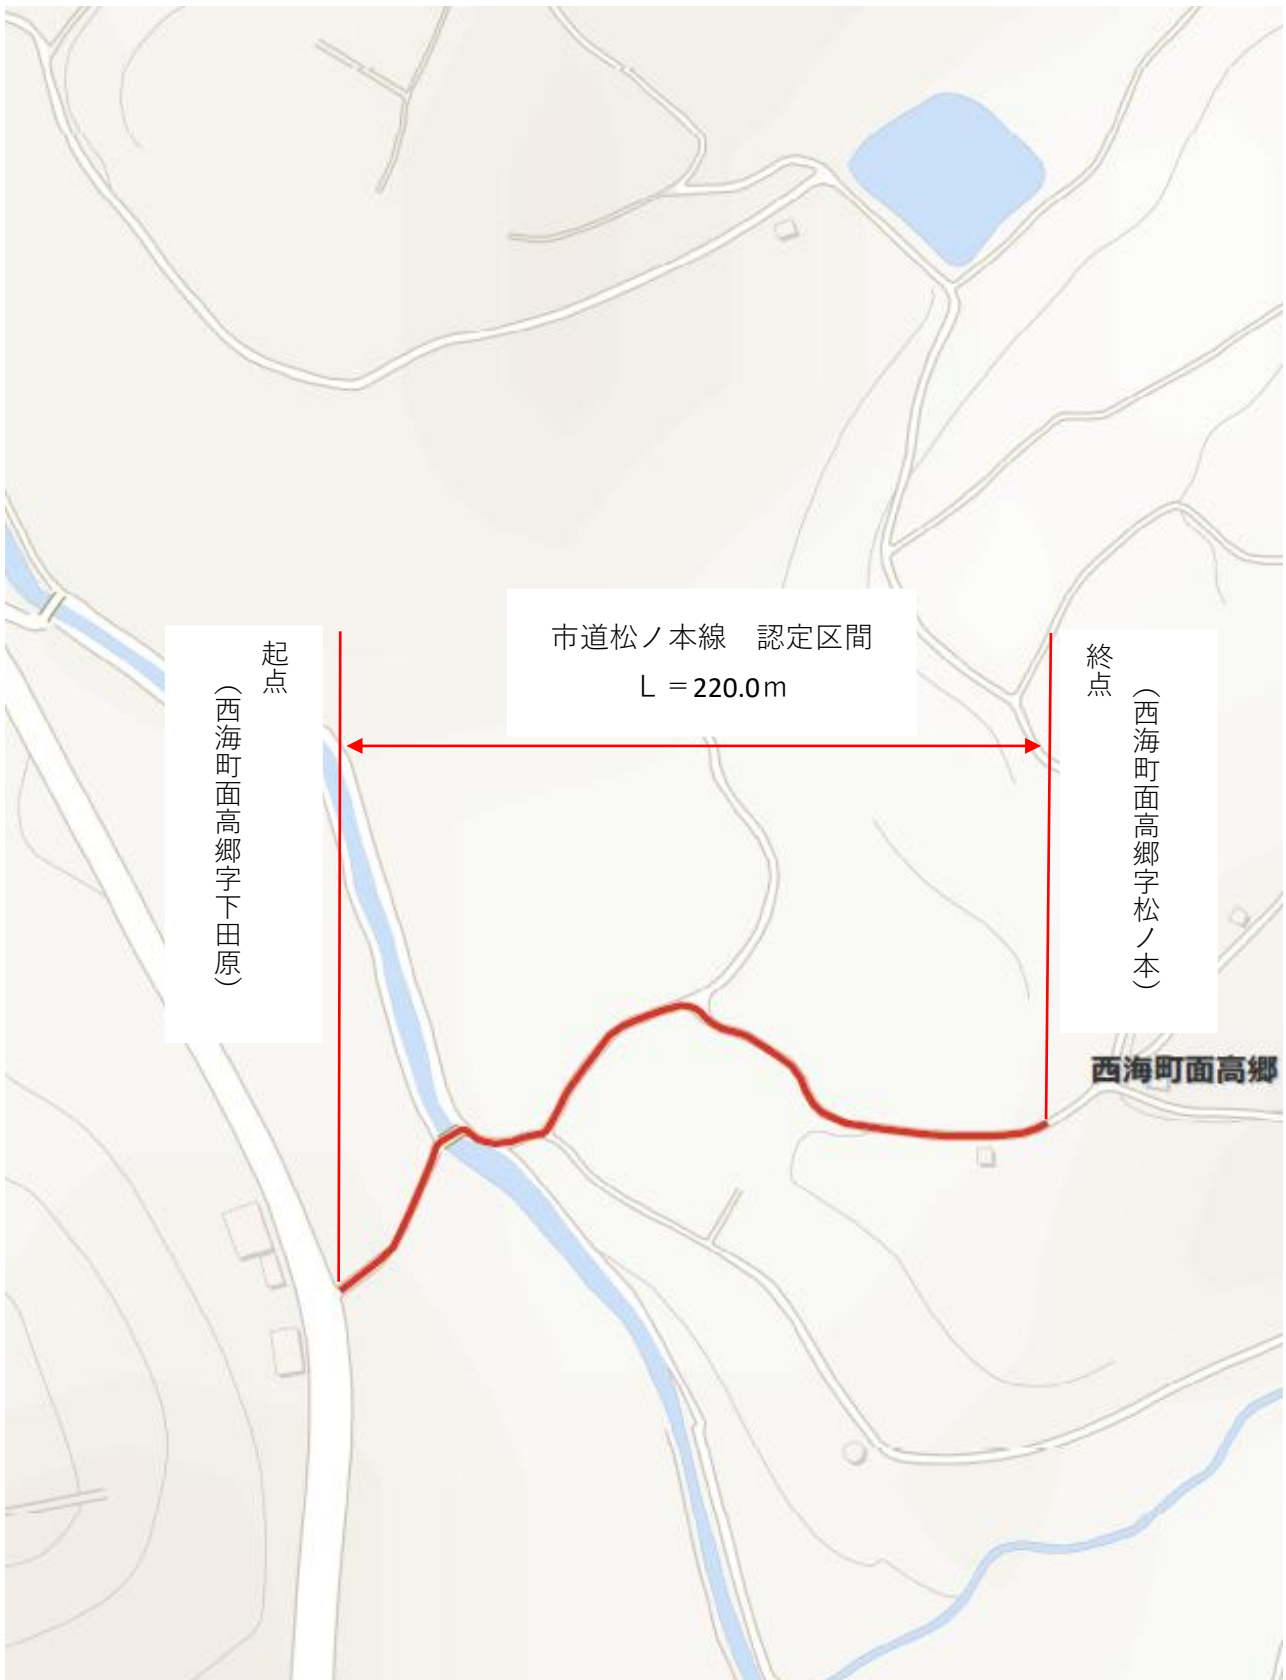 市道松ノ本線　認定区間
Ｌ＝220.0ｍ
起点
（西海町面高郷字下田原）
終点
（西海町面高郷字松ノ本）
西海町面高郷